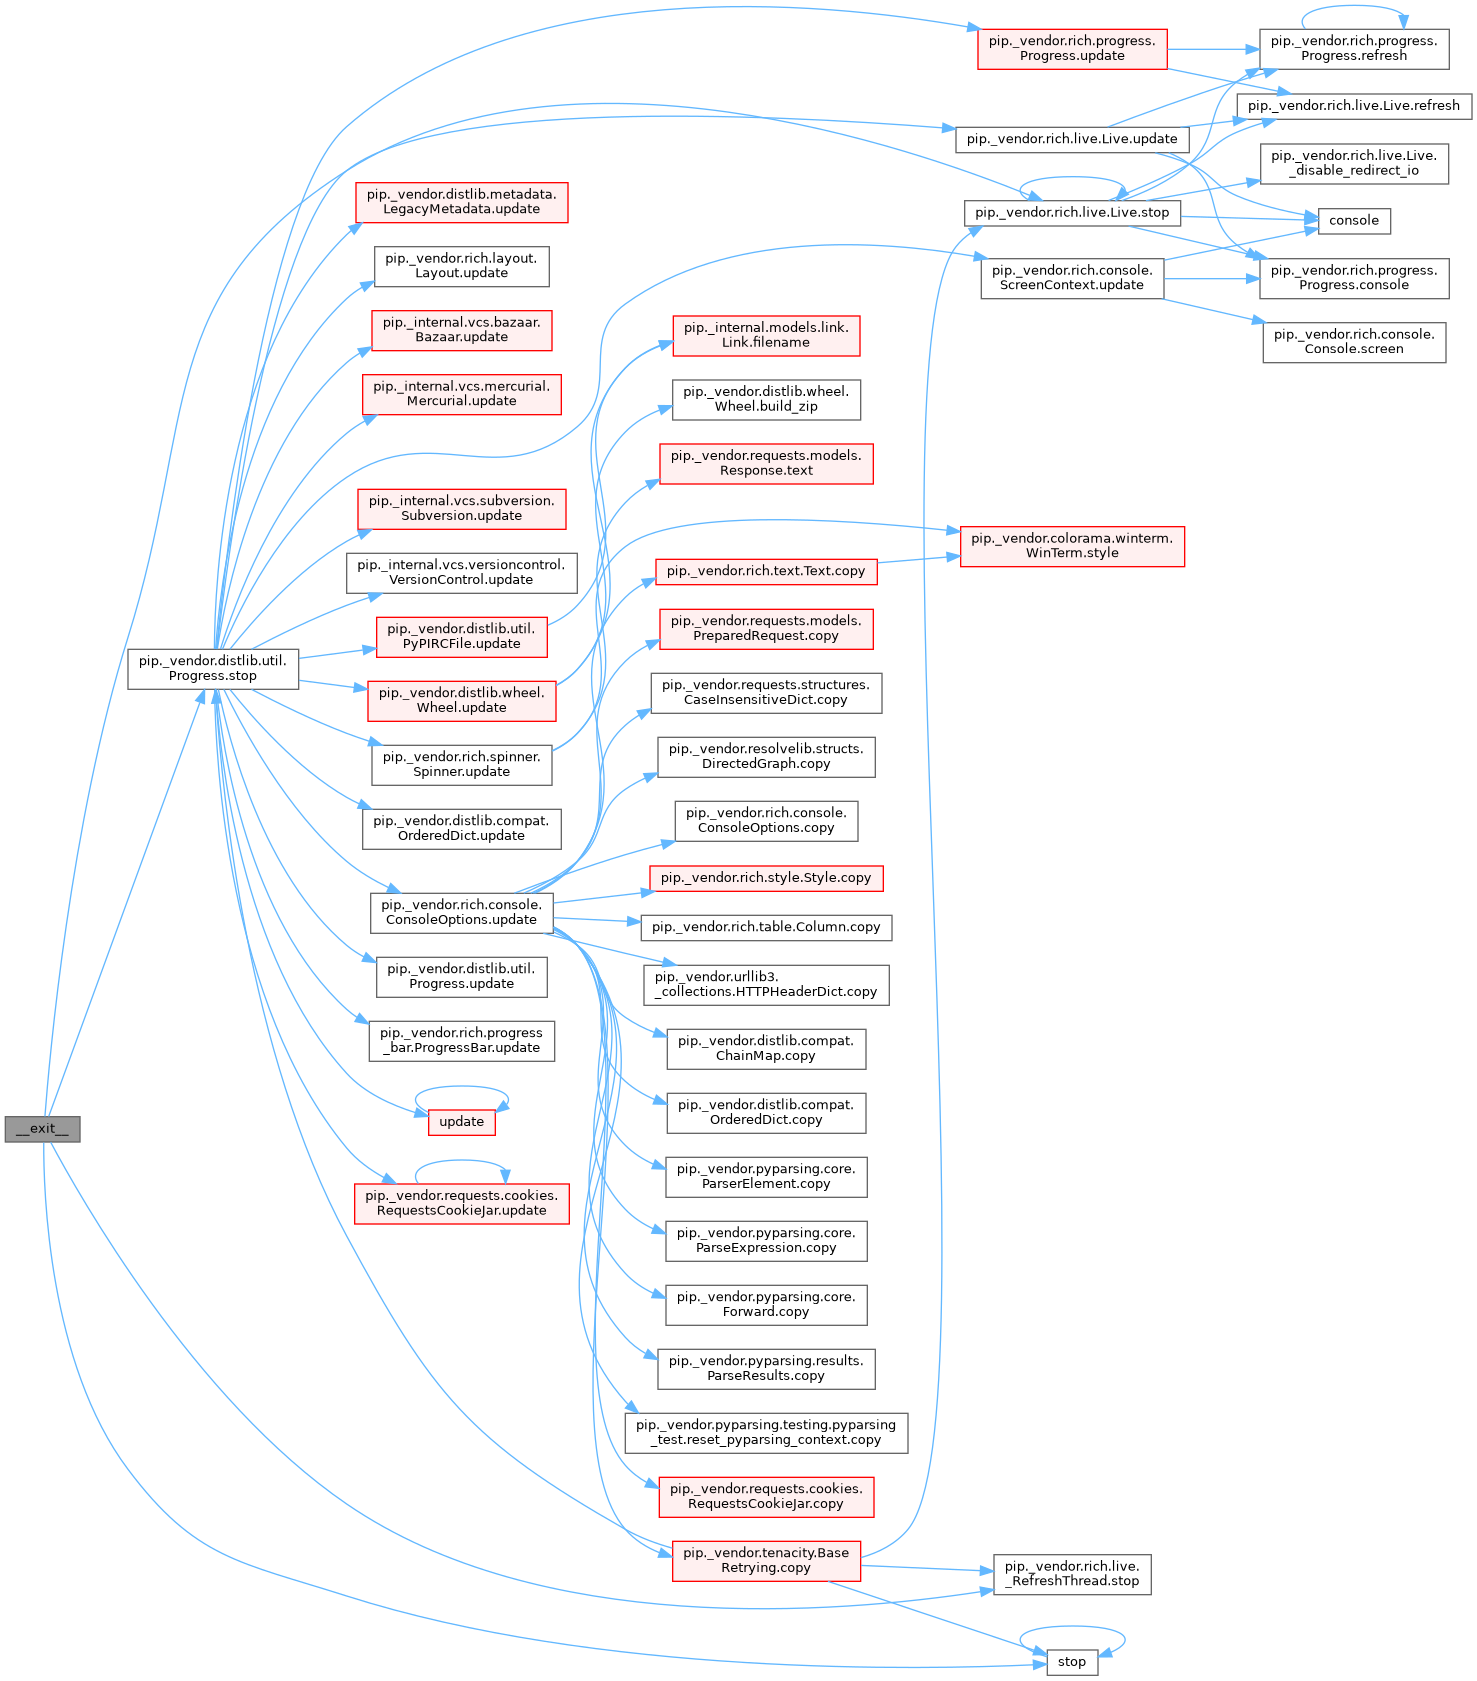 __exit__
pip._vendor.distlib.util.
Progress.stop
pip._vendor.distlib.metadata.
LegacyMetadata.update
pip._vendor.rich.layout.
Layout.update
pip._internal.vcs.bazaar.
Bazaar.update
pip._internal.vcs.mercurial.
Mercurial.update
pip._internal.vcs.subversion.
Subversion.update
pip._internal.vcs.versioncontrol.
VersionControl.update
pip._vendor.distlib.util.
PyPIRCFile.update
pip._vendor.distlib.wheel.
Wheel.update
pip._vendor.rich.spinner.
Spinner.update
pip._vendor.distlib.compat.
OrderedDict.update
pip._vendor.rich.console.
ConsoleOptions.update
pip._vendor.distlib.util.
Progress.update
pip._vendor.rich.progress
_bar.ProgressBar.update
update
pip._vendor.requests.cookies.
RequestsCookieJar.update
pip._internal.models.link.
Link.filename
pip._vendor.distlib.wheel.
Wheel.build_zip
pip._vendor.requests.models.
Response.text
pip._vendor.rich.text.Text.copy
pip._vendor.requests.models.
PreparedRequest.copy
pip._vendor.requests.structures.
CaseInsensitiveDict.copy
pip._vendor.resolvelib.structs.
DirectedGraph.copy
pip._vendor.rich.console.
ConsoleOptions.copy
pip._vendor.rich.style.Style.copy
pip._vendor.rich.table.Column.copy
pip._vendor.urllib3.
_collections.HTTPHeaderDict.copy
pip._vendor.distlib.compat.
ChainMap.copy
pip._vendor.distlib.compat.
OrderedDict.copy
pip._vendor.pyparsing.core.
ParserElement.copy
pip._vendor.pyparsing.core.
ParseExpression.copy
pip._vendor.pyparsing.core.
Forward.copy
pip._vendor.pyparsing.results.
ParseResults.copy
pip._vendor.pyparsing.testing.pyparsing
_test.reset_pyparsing_context.copy
pip._vendor.requests.cookies.
RequestsCookieJar.copy
pip._vendor.tenacity.Base
Retrying.copy
pip._vendor.rich.progress.
Progress.update
pip._vendor.rich.live.Live.update
pip._vendor.rich.live.Live.stop
pip._vendor.rich.console.
ScreenContext.update
pip._vendor.colorama.winterm.
WinTerm.style
pip._vendor.rich.live.
_RefreshThread.stop
stop
pip._vendor.rich.progress.
Progress.refresh
pip._vendor.rich.live.Live.refresh
pip._vendor.rich.live.Live.
_disable_redirect_io
console
pip._vendor.rich.progress.
Progress.console
pip._vendor.rich.console.
Console.screen